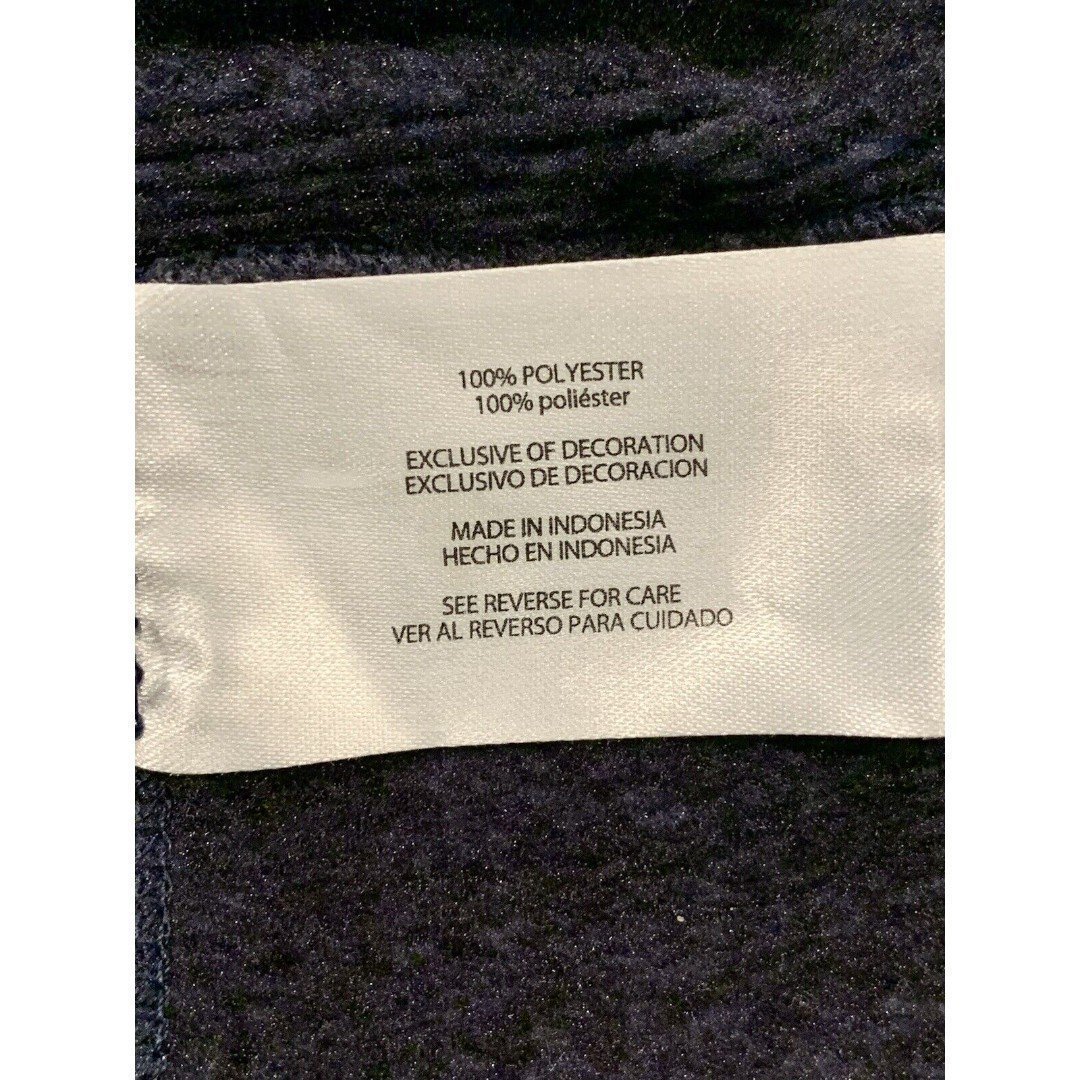 100% POLYESTER
100% poliéster
EXCLUSIVE OF DECORATION
EXCLUSIVO DE DECORACION
MADE IN INDONESIA
HECHO EN INDONESIA
SEE REVERSE FOR CARE
VER AL REVERSO PARA CUIDADO